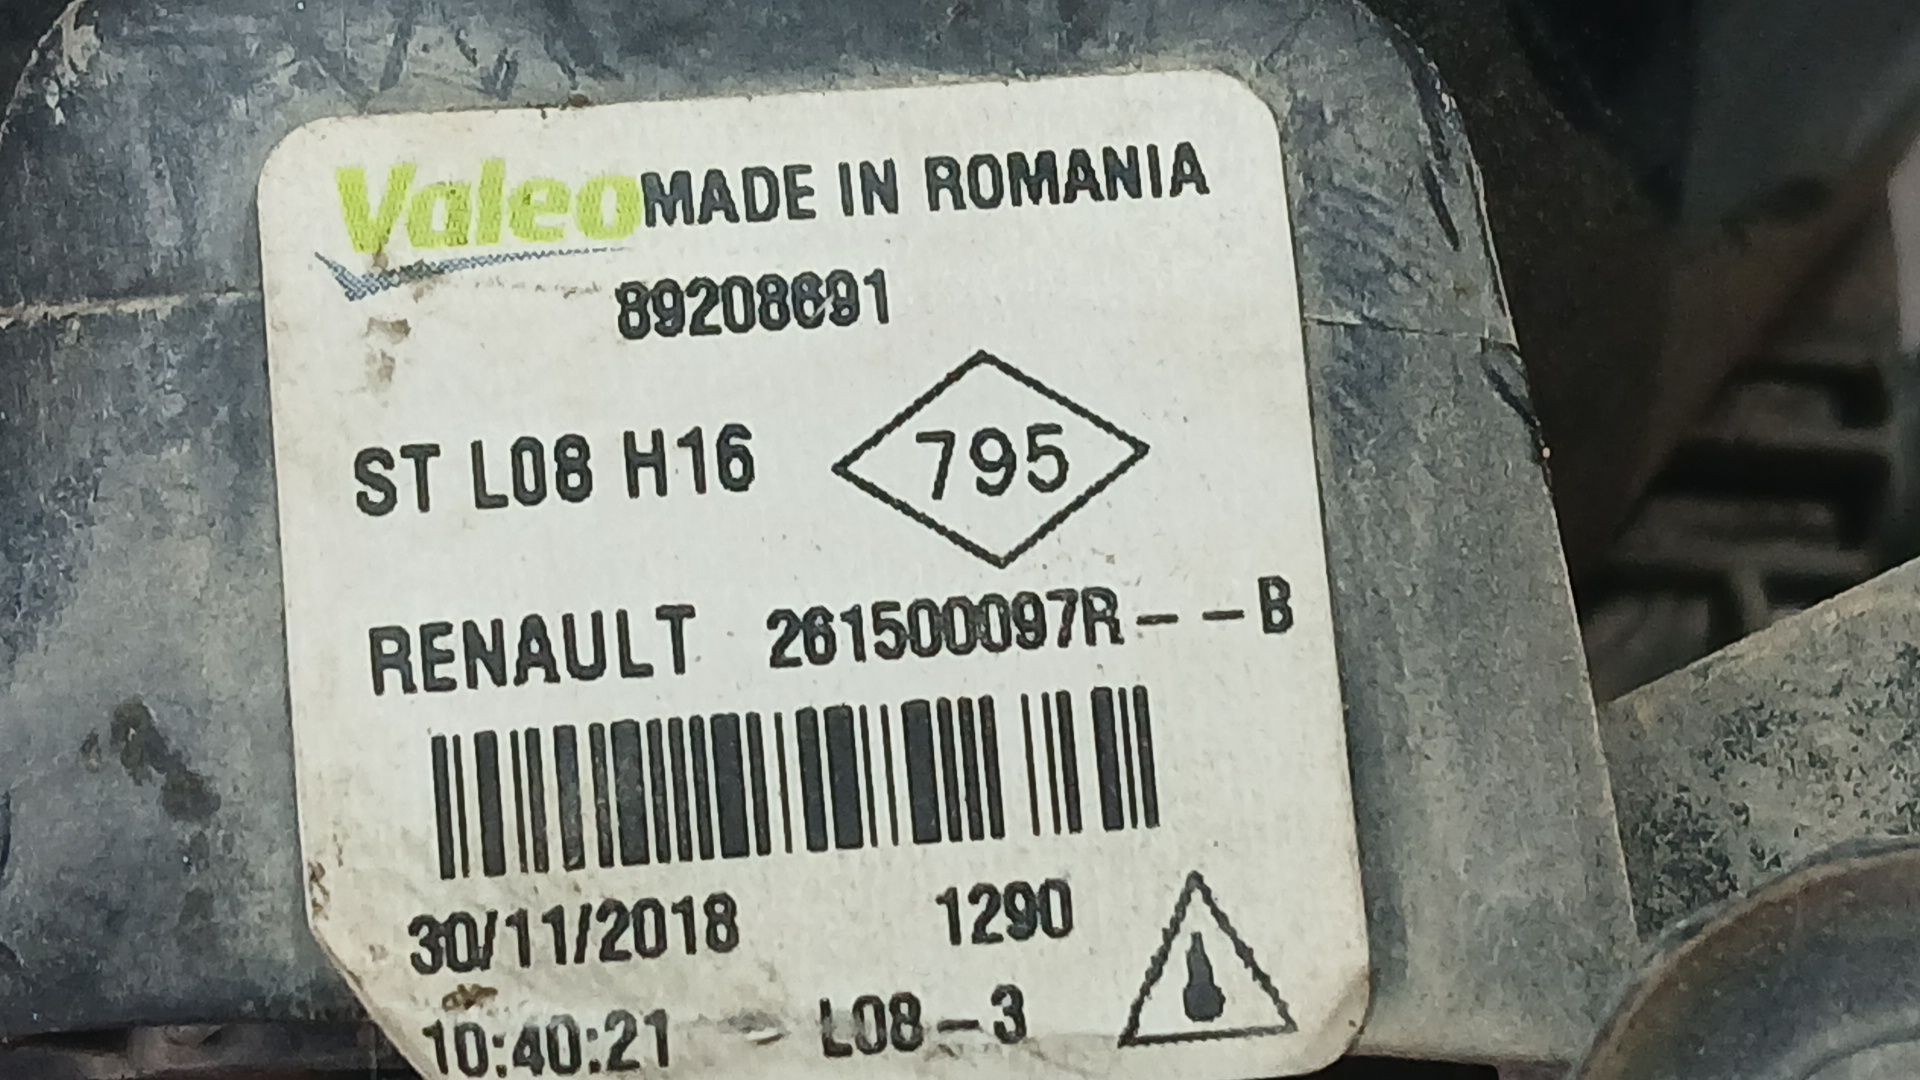 Valeo MADE IN ROMANIA
89208691
ST L08 H16
795
RENAULT 261500097R--B
30/11/2018 1290
10:40:21 L08-3